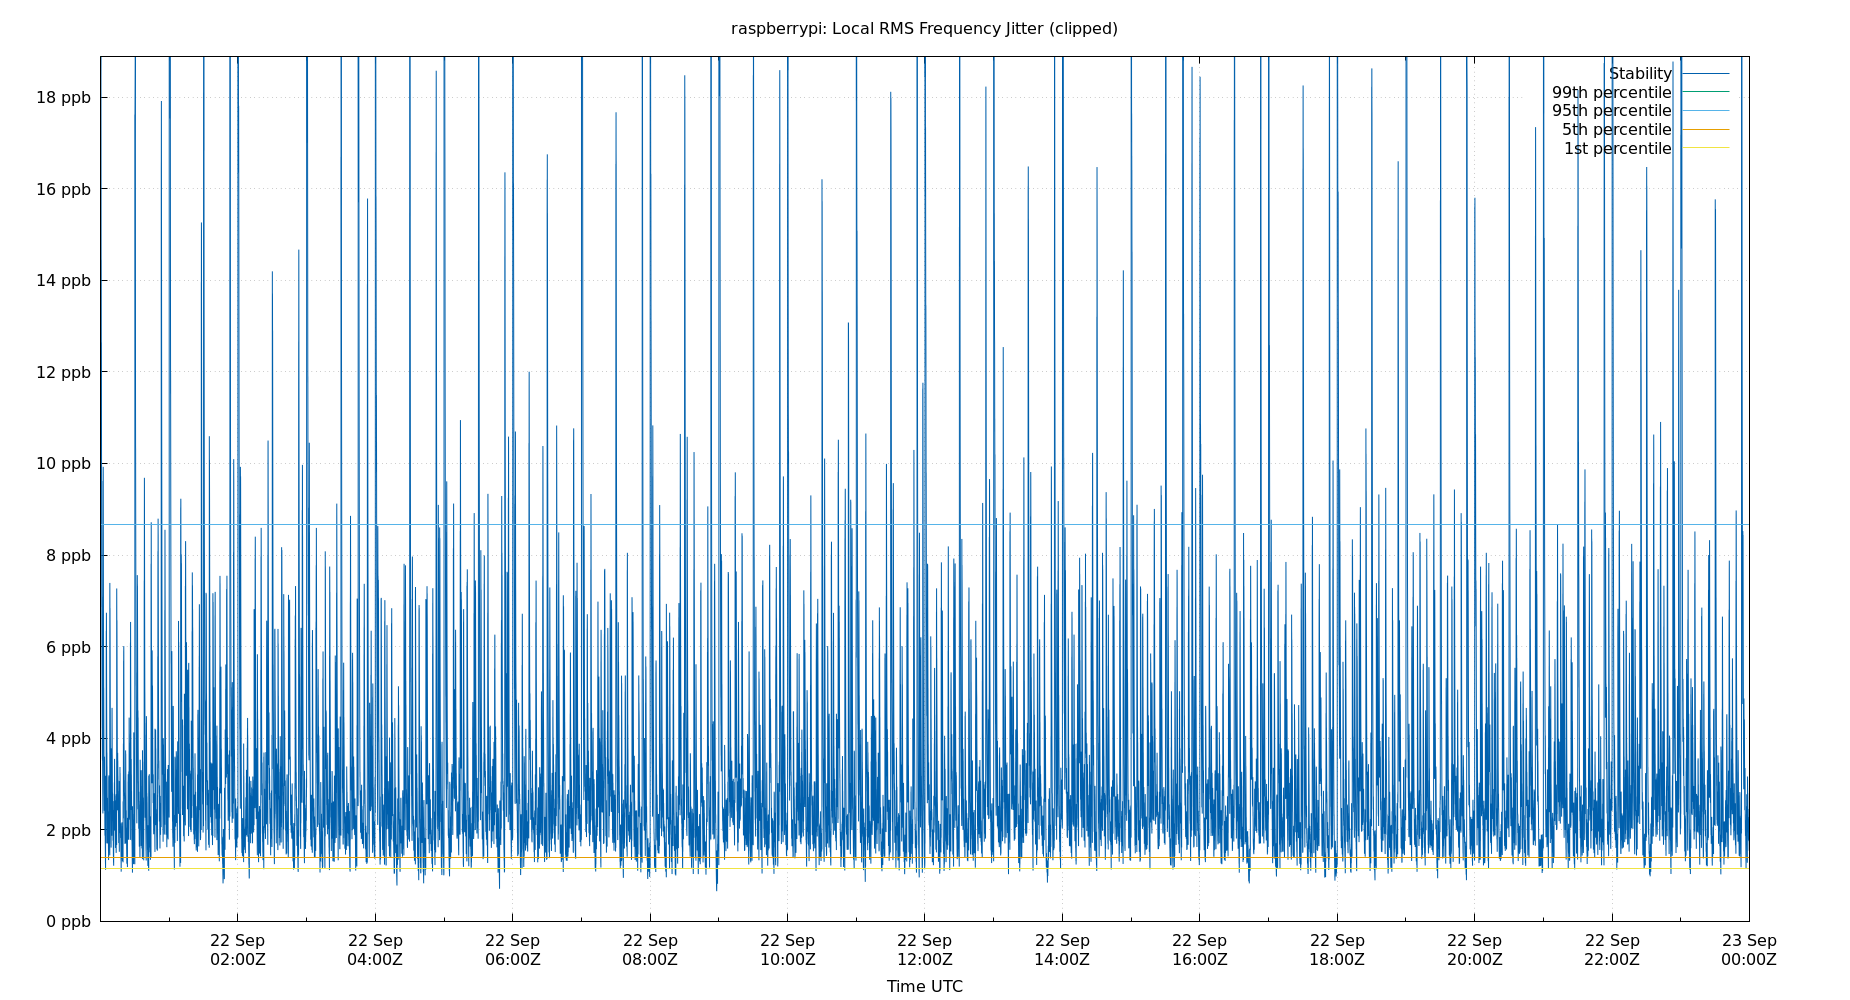 raspberrypi: Local RMS Frequency Jitter (clipped)
Stability
99th percentile
95th percentile
5th percentile
1st percentile
18 ppb
16 ppb
14 ppb
12 ppb
10 ppb
8 ppb
6 ppb
4 ppb
2 ppb
0 ppb
22 Sep 22 Sep 22 Sep 22 Sep 22 Sep 22 Sep 22 Sep 22 Sep 22 Sep 22 Sep 22 Sep 23 Sep
02:00Z 04:00Z 06:00Z 08:00Z 10:00Z 12:00Z 14:00Z 16:00Z 18:00Z 20:00Z 22:00Z 00:00Z
Time UTC